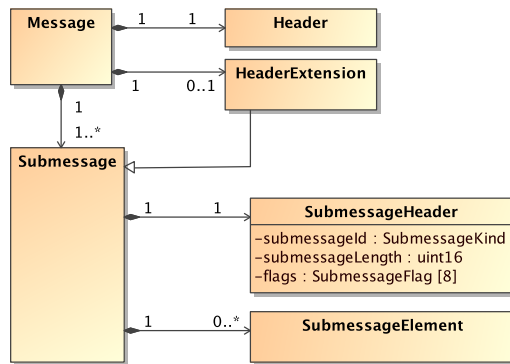 Message
1
1
Header
1
0..1
HeaderExtension
1
1..*
Submessage
1
1
SubmessageHeader
-submessageId : SubmessageKind
-submessageLength : uint16
-flags : SubmessageFlag [8]
1
0..*
SubmessageElement